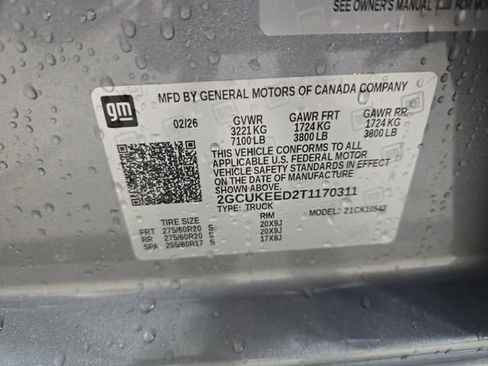 SEE OWNER'S MANUAL
gm
MFD BY GENERAL MOTORS OF CANADA COMPANY
02/26 GVWR GAWR FRT GAWR RR
3221 KG 1724 KG 1724 KG
7100 LB 3800 LB 3800 LB
THIS VEHICLE CONFORMS TO ALL
APPLICABLE U.S. FEDERAL MOTOR
VEHICLE SAFETY STANDARDS IN
EFFECT ON THE DATE OF
MANUFACTURE SHOWN ABOVE.
2GCUKEED2T1170311
TYPE: TRUCK MODEL: 21CK10543
TIRE SIZE RIM
FRT 275/60R20 S 20X9J
RR 275/60R20 S 20X9J
SPA 255/80R17 S 17X8J